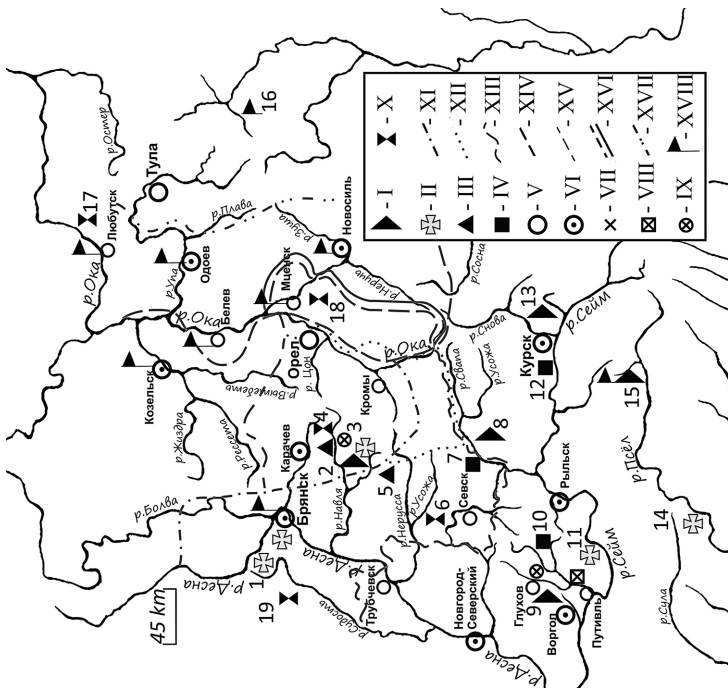 р.Остер
16
Тула
17
Любутск
р.Ока
р.Плава
р.Упа
Одоев
р.Зуша
Новосиль
р.Ока
Белев
Мценск
18
р.Неручь
р.Сосна
Козельск
Орел
р. Цон
р.Ока
р.Снова
13
р.Сейм
р.Вытебеть
Кромы
р.Свапа
р.Усожа
Курск
12
р.Жиздра
р.Ресета
Карачев
4
2
3
8
15
р.Болва
Брянск
р.Навля
5
р.Усожа
7
Севск
Рыльск
р.Псёл
р.Нерусса
6
10
14
1
р.Десна
р.Десна
11
р.Сейм
45 km
19
р.Судость
Трубчевск
Новгород-
Северский
Глухов
9
Воргол
Путивль
р.Сула
р.Десна
- I
- II
- III
- IV
- V
- VI
- VII
- VIII
- IX
- X
- XI
- XII
- XIII
- XIV
- XV
- XVI
- XVII
- XVIII